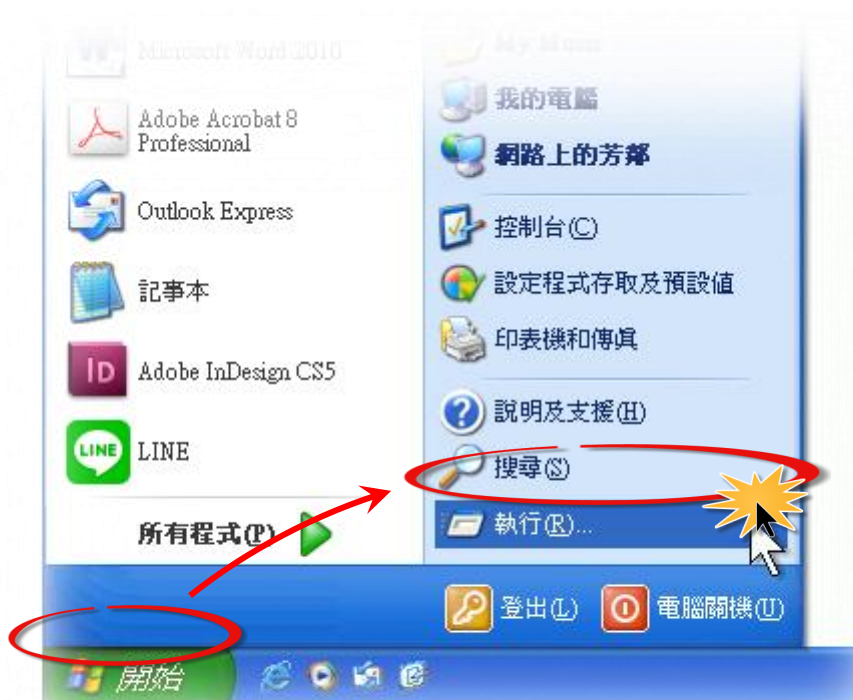 Microsoft Word 2010
Adobe Acrobat 8
Professional
Outlook Express
記事本
ID
Adobe InDesign CS5
LINE
LINE
所有程式(P)
My Music
我的電腦
網路上的芳鄰
控制台(C)
設定程式存取及預設值
印表機和傳真
說明及支援(H)
搜尋(S)
執行(R)...
登出(L)
電腦關機(U)
開始